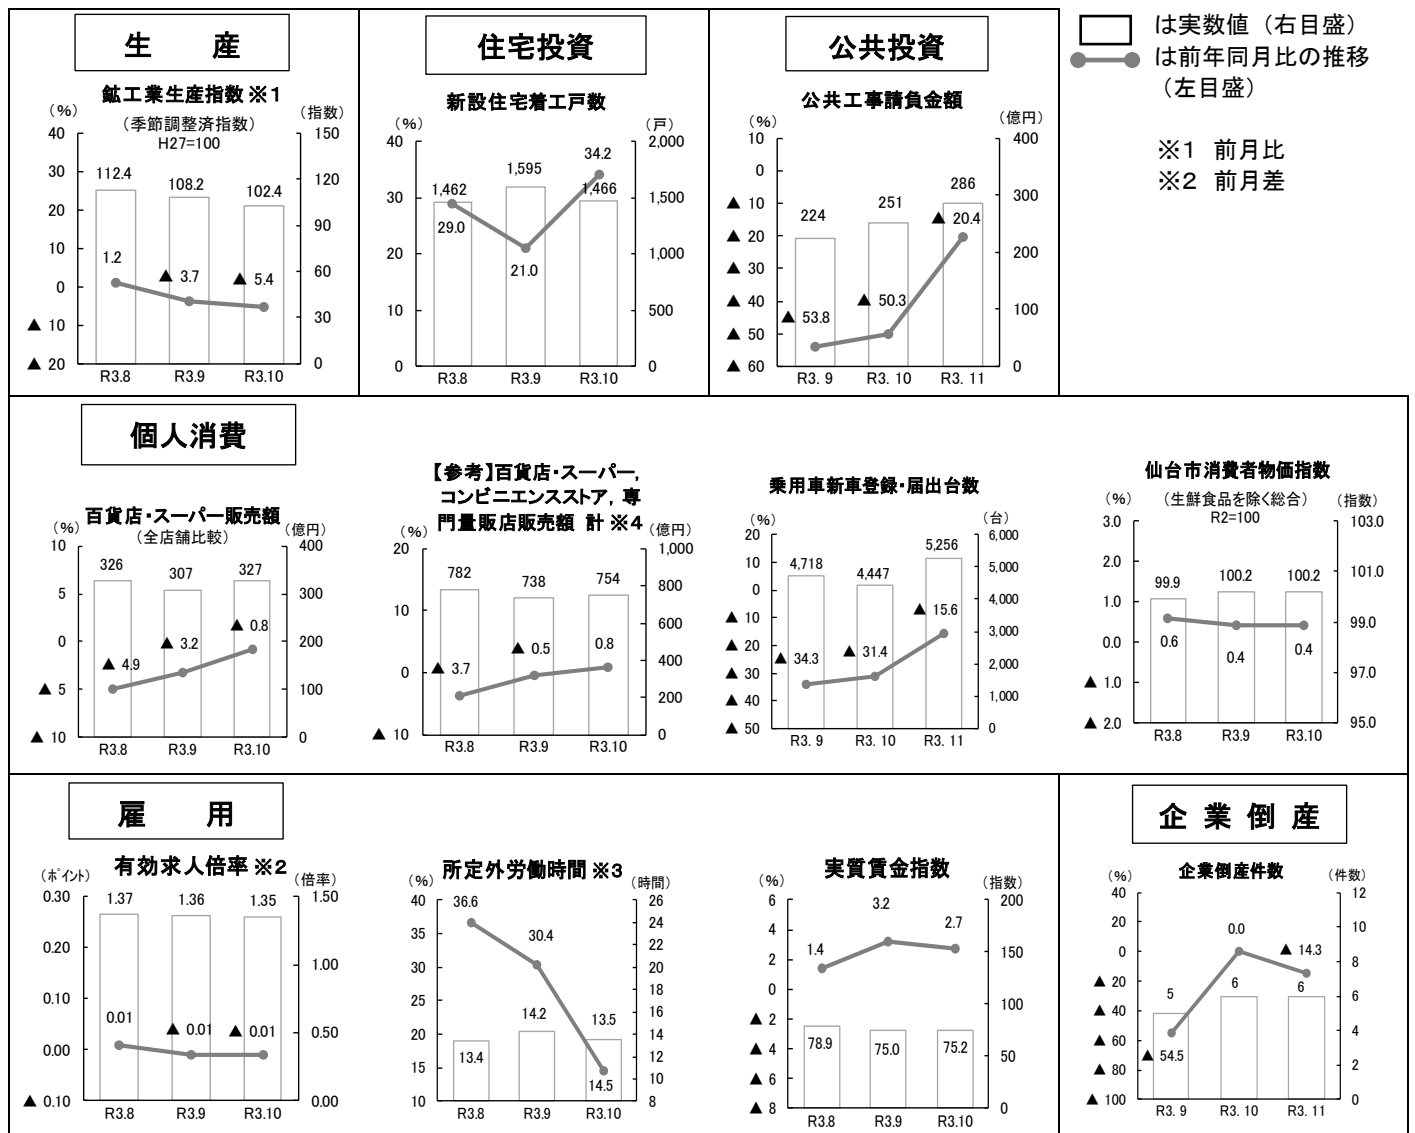 生　産
鉱工業生産指数 ※1
(%)
(季節調整済指数)
H27=100
(指数)
40
30
20
10
0
▲ 10
▲ 20
150
120
90
60
30
0
112.4
108.2
102.4
1.2
▲ 3.7
▲ 5.4
R3.8
R3.9
R3.10
住宅投資
新設住宅着工戸数
(%)
(戸)
40
30
20
10
0
2,000
1,500
1,000
500
0
1,462
1,595
1,466
29.0
21.0
34.2
R3.8
R3.9
R3.10
公共投資
公共工事請負金額
(%)
(億円)
10
0
▲ 10
▲ 20
▲ 30
▲ 40
▲ 50
▲ 60
400
300
200
100
0
224
251
286
▲ 53.8
▲ 50.3
▲ 20.4
R3. 9
R3. 10
R3. 11
は実数値（右目盛）
は前年同月比の推移
（左目盛）
※1　前月比
※2　前月差
個人消費
百貨店・スーパー販売額
(%)
(全店舗比較)
(億円)
10
5
0
▲ 5
▲ 10
400
300
200
100
0
326
307
327
▲ 4.9
▲ 3.2
▲ 0.8
R3.8
R3.9
R3.10
【参考】百貨店・スーパー,
コンビニエンスストア, 専
門量販店販売額 計 ※4
(%)
(億円)
20
10
0
▲ 10
1,000
800
600
400
200
0
782
738
754
▲ 3.7
▲ 0.5
0.8
R3.8
R3.9
R3.10
乗用車新車登録・届出台数
(%)
(台)
20
10
0
▲ 10
▲ 20
▲ 30
▲ 40
▲ 50
6,000
5,000
4,000
3,000
2,000
1,000
0
4,718
4,447
5,256
▲ 34.3
▲ 31.4
▲ 15.6
R3. 9
R3. 10
R3. 11
仙台市消費者物価指数
(%)
(生鮮食品を除く総合)
R2=100
(指数)
3.0
2.0
1.0
0.0
▲ 1.0
▲ 2.0
103.0
101.0
99.0
97.0
95.0
99.9
100.2
100.2
0.6
0.4
0.4
R3.8
R3.9
R3.10
雇　用
有効求人倍率 ※2
(ポイント)
(倍率)
0.30
0.20
0.10
0.00
▲ 0.10
1.50
1.00
0.50
0.00
1.37
1.36
1.35
0.01
▲ 0.01
▲ 0.01
R3.8
R3.9
R3.10
所定外労働時間 ※3
(%)
(時間)
40
35
30
25
20
15
10
26
24
22
20
18
16
14
12
10
8
36.6
30.4
14.5
13.4
14.2
13.5
R3.8
R3.9
R3.10
実質賃金指数
(%)
(指数)
6
4
2
0
▲ 2
▲ 4
▲ 6
▲ 8
200
150
100
50
0
1.4
3.2
2.7
78.9
75.0
75.2
R3.8
R3.9
R3.10
企業倒産
企業倒産件数
(%)
(件数)
40
20
0
▲ 20
▲ 40
▲ 60
▲ 80
▲ 100
12
10
8
6
4
2
0
5
6
6
▲ 54.5
0.0
▲ 14.3
R3. 9
R3. 10
R3. 11